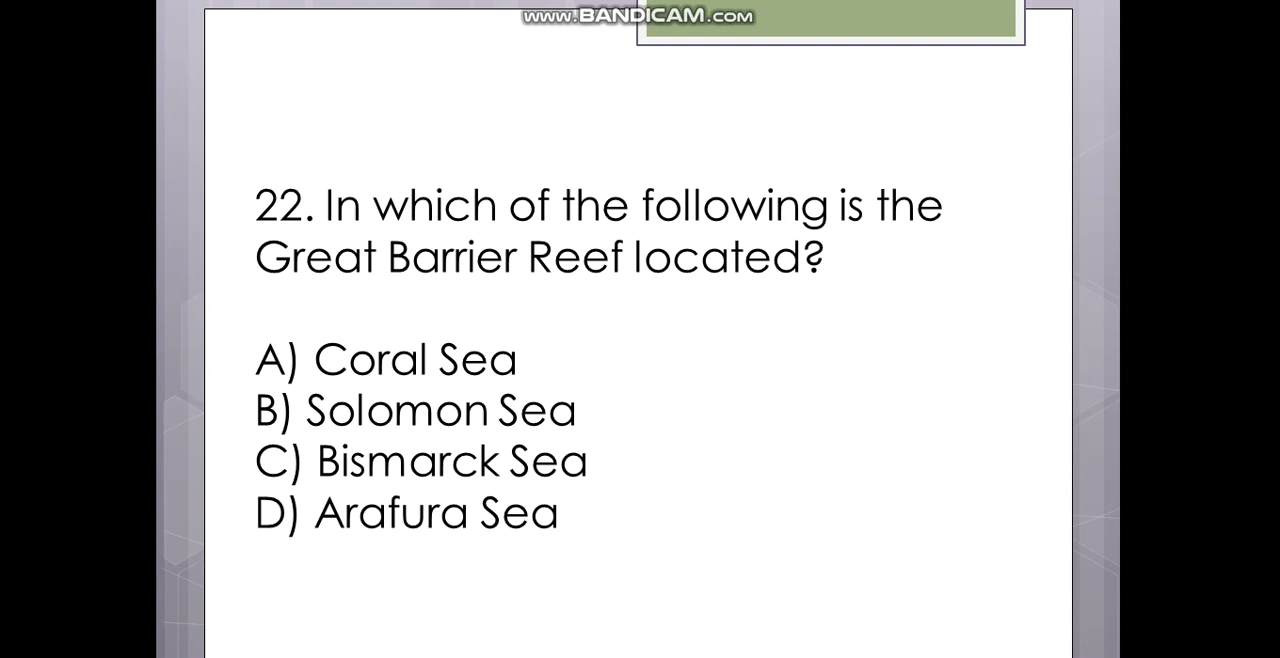 www.BANDICAM.com
22. In which of the following is the
Great Barrier Reef located?
A) Coral Sea
B) Solomon Sea
C) Bismarck Sea
D) Arafura Sea